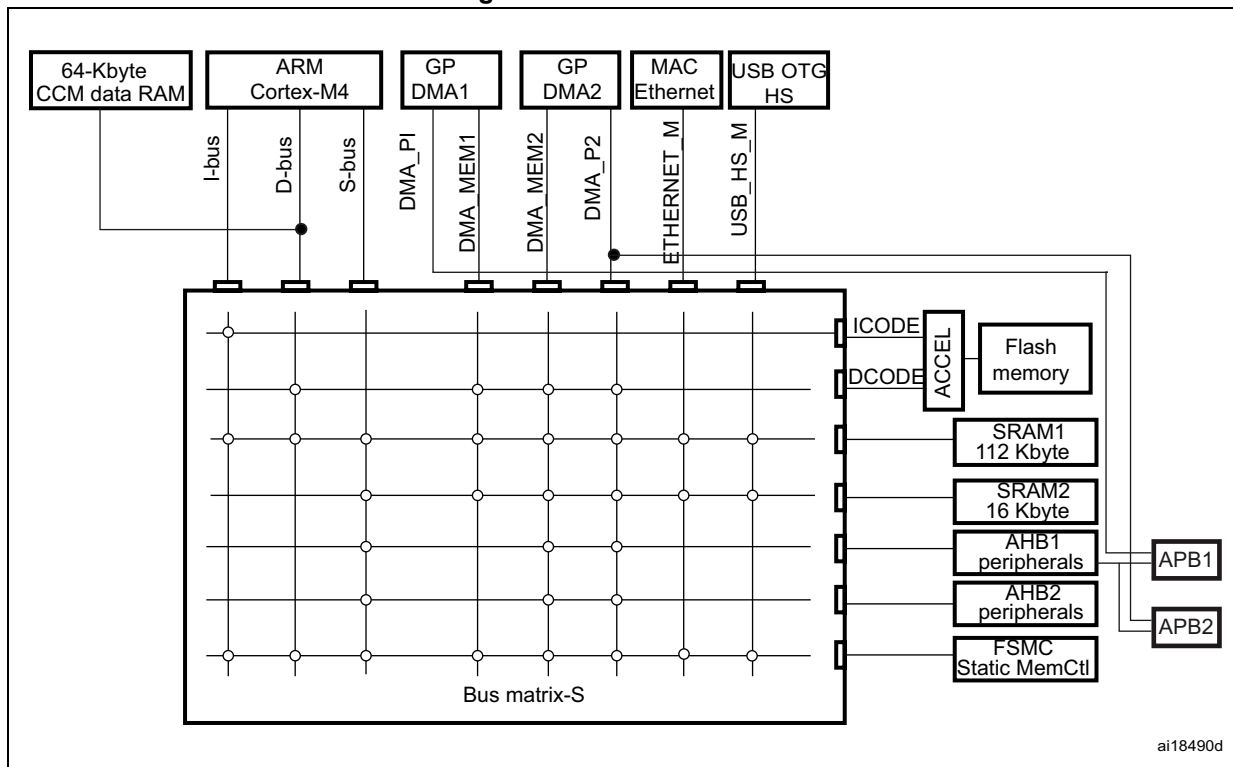 64-Kbyte
CCM data RAM
ARM
Cortex-M4
GP
DMA1
GP
DMA2
MAC
Ethernet
USB OTG
HS
I-bus
D-bus
S-bus
DMA_PI
DMA_MEM1
DMA_MEM2
DMA_P2
ETHERNET_M
USB_HS_M
ICODE
DCODE
ACCEL
Flash
memory
SRAM1
112 Kbyte
SRAM2
16 Kbyte
AHB1
peripherals
AHB2
peripherals
FSMC
Static MemCtl
APB1
APB2
Bus matrix-S
ai18490d